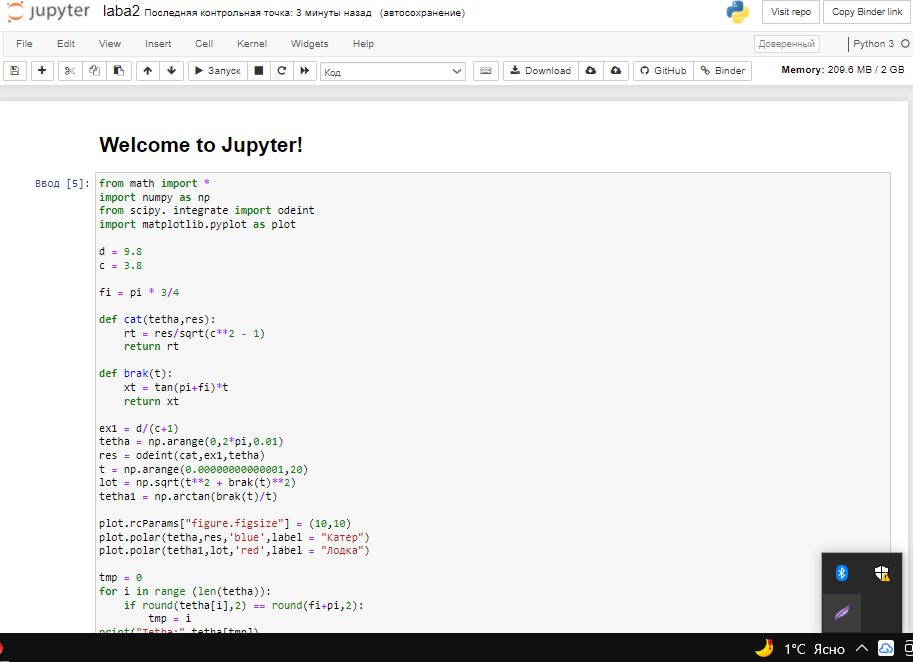 jupyter laba2 Последняя контрольная точка: 3 минуты назад (автосохранение) Visit repo Copy Binder link
File Edit View Insert Cell Kernel Widgets Help Доверенный Python 3
Запуск Код Download GitHub Binder Memory: 209.6 MB / 2 GB
Welcome to Jupyter!
Ввод [5]: from math import *
import numpy as np
from scipy. integrate import odeint
import matplotlib.pyplot as plot
d = 9.8
c = 3.8
fi = pi * 3/4
def cat(tetha,res):
    rt = res/sqrt(c**2 - 1)
    return rt
def brak(t):
    xt = tan(pi+fi)*t
    return xt
ex1 = d/(c+1)
tetha = np.arange(0,2*pi,0.01)
res = odeint(cat,ex1,tetha)
t = np.arange(0.00000000000001,20)
lot = np.sqrt(t**2 + brak(t)**2)
tetha1 = np.arctan(brak(t)/t)
plot.rcParams["figure.figsize"] = (10,10)
plot.polar(tetha,res,'blue',label = "Катер")
plot.polar(tetha1,lot,'red',label = "Лодка")
tmp = 0
for i in range (len(tetha)):
    if round(tetha[i],2) == round(fi+pi,2):
        tmp = i
print("Tetha:",tetha[tmp])
1°C Ясно